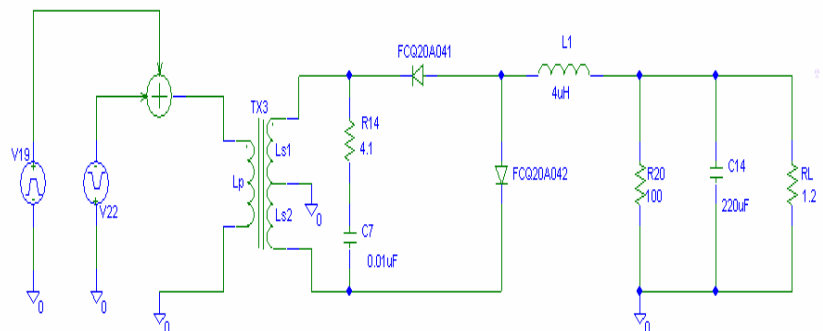 L1
FCQ20A041
4uH
TX3
R14
4.1
V19
Ls1
FCQ20A042
C14
RL
Lp
R20
100
1.2
V22
Ls2
0
220uF
C7
0.01uF
0
0
0
0